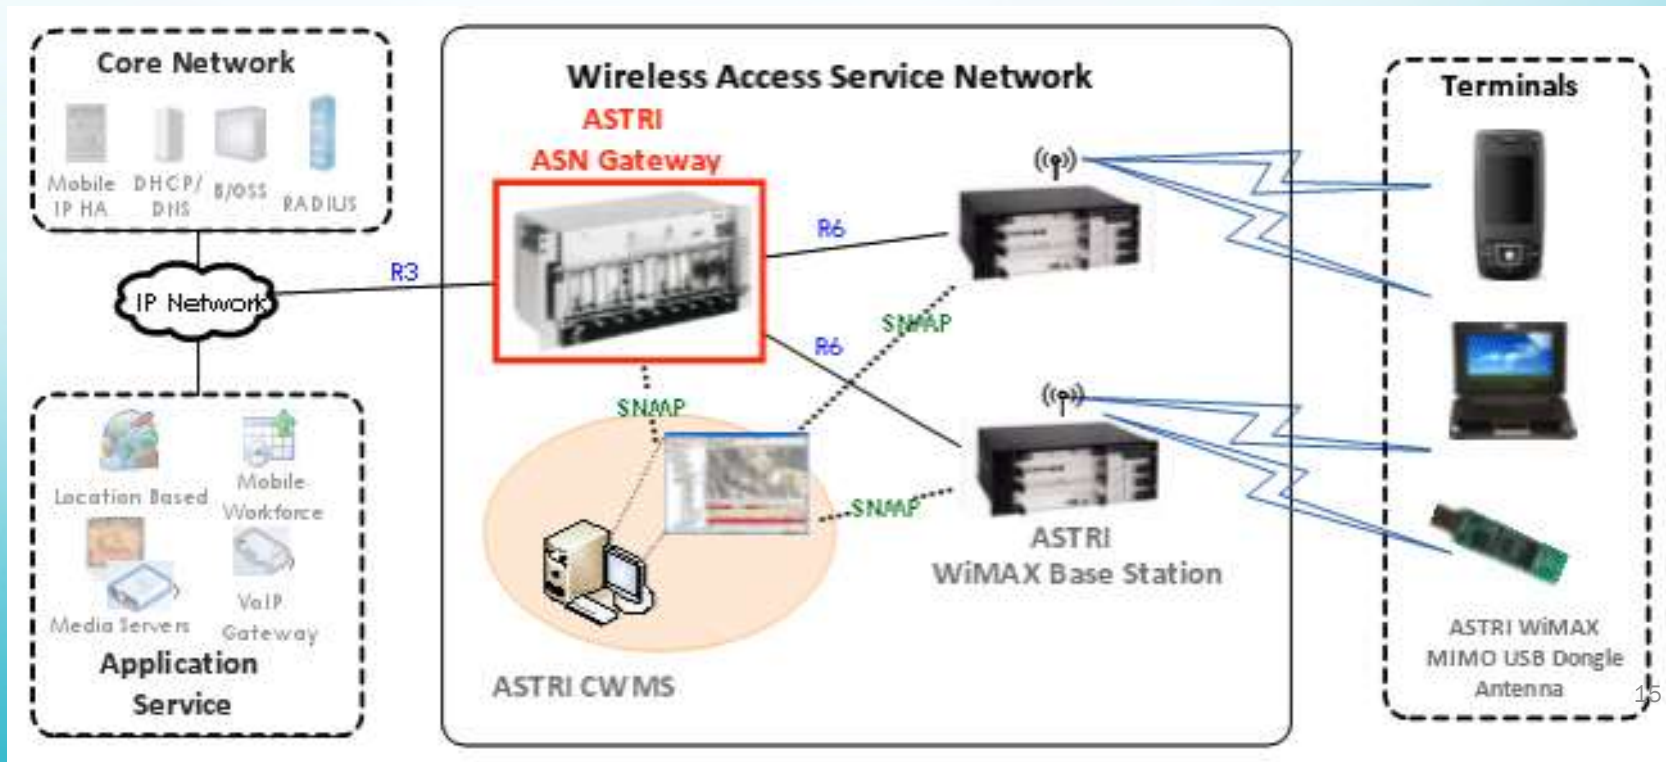 Core Network
Mobile
IP HA
DHCP/
DNS
B/OSS
RADIUS
IP Network
R3
Location Based
Mobile
Workforce
Media Servers
VoIP
Gateway
Application
Service
Wireless Access Service Network
ASTRI
ASN Gateway
R6
R6
SNMP
SNMP
SNMP
ASTRI CWMS
ASTRI
WiMAX Base Station
Terminals
ASTRI WiMAX
MIMO USB Dongle
Antenna
15